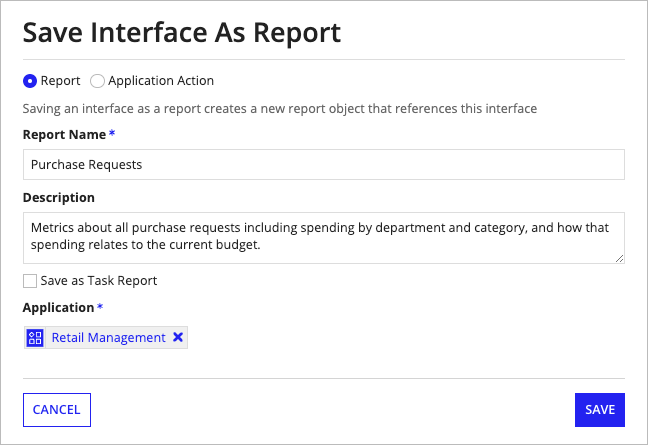 Save Interface As Report
Report Application Action
Saving an interface as a report creates a new report object that references this interface
Report Name *
Purchase Requests
Description
Metrics about all purchase requests including spending by department and category, and how that
spending relates to the current budget.
Save as Task Report
Application *
Retail Management
CANCEL SAVE